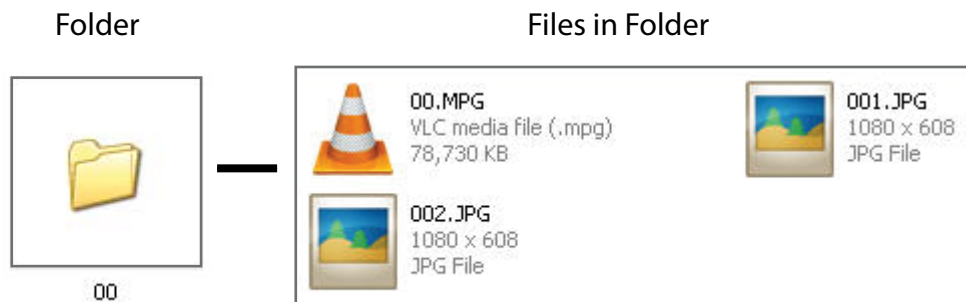 Folder
Files in Folder
00.MPG
VLC media file (.mpg)
78,730 KB
001.JPG
1080 x 608
JPG File
002.JPG
1080 x 608
JPG File
00